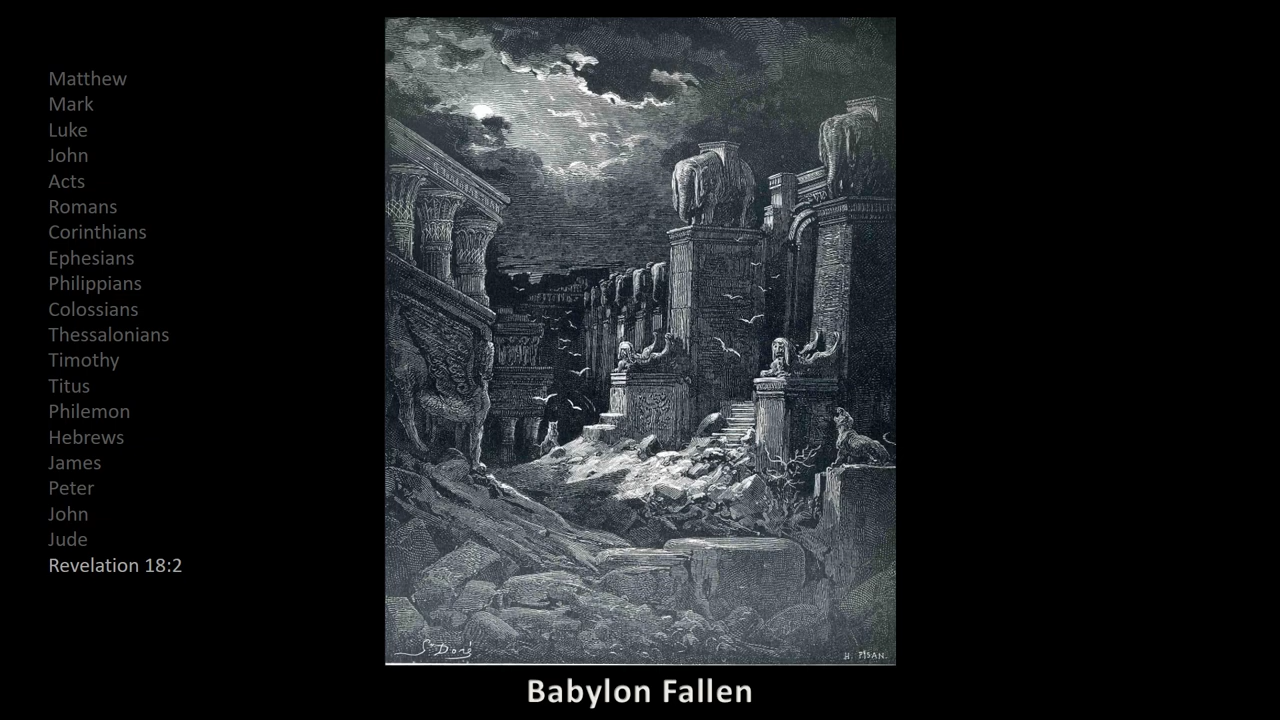 Matthew
Mark
Luke
John
Acts
Romans
Corinthians
Ephesians
Philippians
Colossians
Thessalonians
Timothy
Titus
Philemon
Hebrews
James
Peter
John
Jude
Revelation 18:2
G. Doré
H. PISAN.
Babylon Fallen